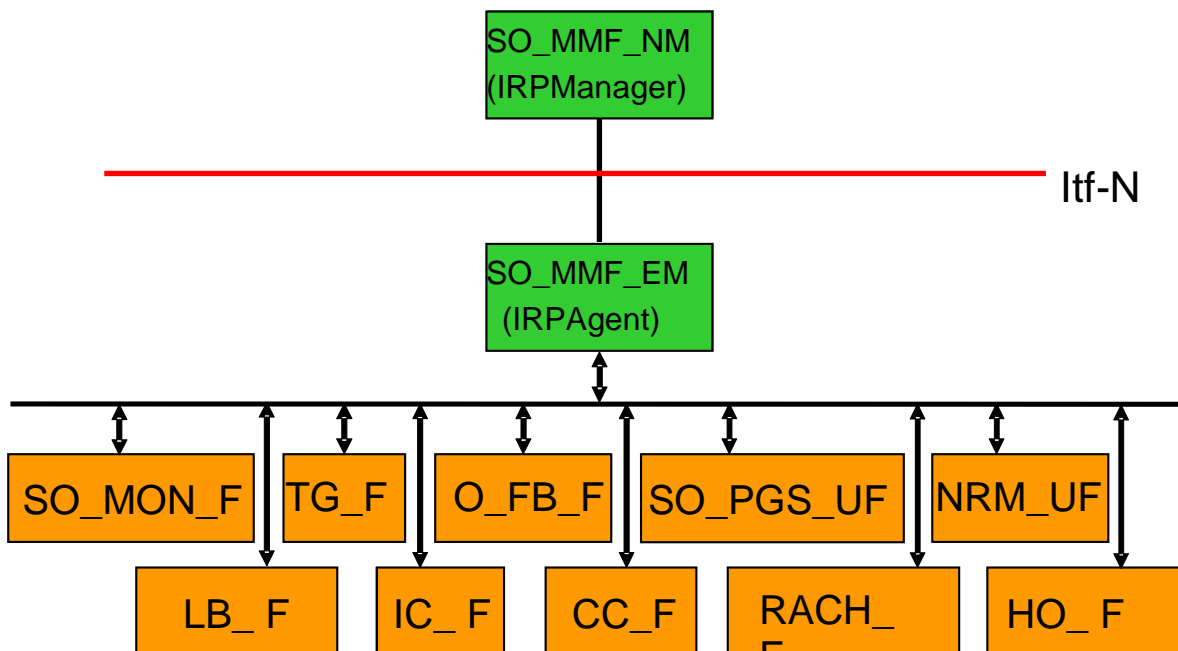 SO_MMF_NM
(IRPManager)
Itf-N
SO_MMF_EM
(IRPAgent)
SO_MON_F
TG_F
O_FB_F
SO_PGS_UF
NRM_UF
LB_ F
IC_ F
CC_F
RACH_
HO_ F